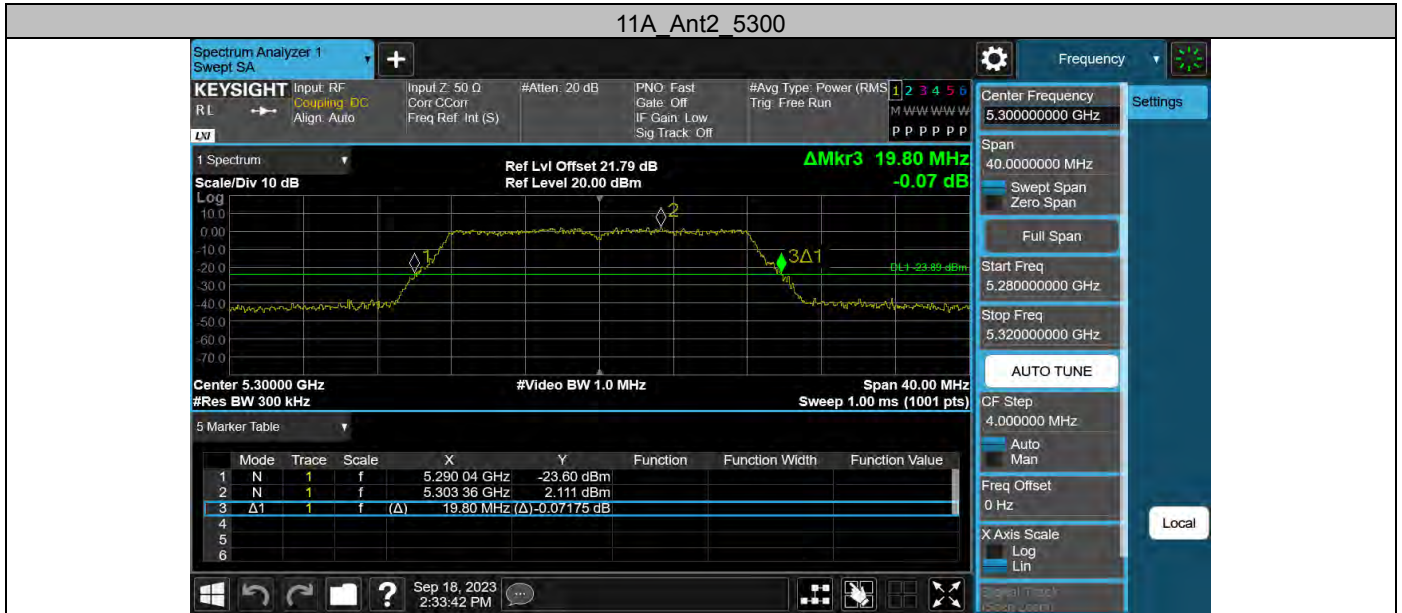 11A_Ant2_5300
Spectrum Analyzer 1
Swept SA
+
Frequency
KEYSIGHT
RL
LXI
Input: RF
Coupling: DC
Align: Auto
Input Z: 50 Ω
Corr CCorr
Freq Ref: Int (S)
#Atten: 20 dB
PNO: Fast
Gate: Off
IF Gain: Low
Sig Track: Off
#Avg Type: Power (RMS
Trig: Free Run
1 2 3 4 5 6
M W W W W W
P P P P P P
1 Spectrum
Scale/Div 10 dB
Ref Lvl Offset 21.79 dB
Ref Level 20.00 dBm
ΔMkr3 19.80 MHz
-0.07 dB
Log
10.0
0.00
-10.0
-20.0
-30.0
-40.0
-50.0
-60.0
-70.0
1
2
3Δ1
DL1 -23.89 dBm
Center 5.30000 GHz
#Res BW 300 kHz
#Video BW 1.0 MHz
Span 40.00 MHz
Sweep 1.00 ms (1001 pts)
5 Marker Table
Mode Trace Scale X Y Function Function Width Function Value
1 N 1 f 5.290 04 GHz -23.60 dBm
2 N 1 f 5.303 36 GHz 2.111 dBm
3 Δ1 1 f (Δ) 19.80 MHz (Δ)-0.07175 dB
4
5
6
?
Sep 18, 2023
2:33:42 PM
Center Frequency
5.300000000 GHz
Settings
Span
40.0000000 MHz
Swept Span
Zero Span
Full Span
Start Freq
5.280000000 GHz
Stop Freq
5.320000000 GHz
AUTO TUNE
CF Step
4.000000 MHz
Auto
Man
Freq Offset
0 Hz
X Axis Scale
Log
Lin
Local
Signal Track
(Span Zoom)